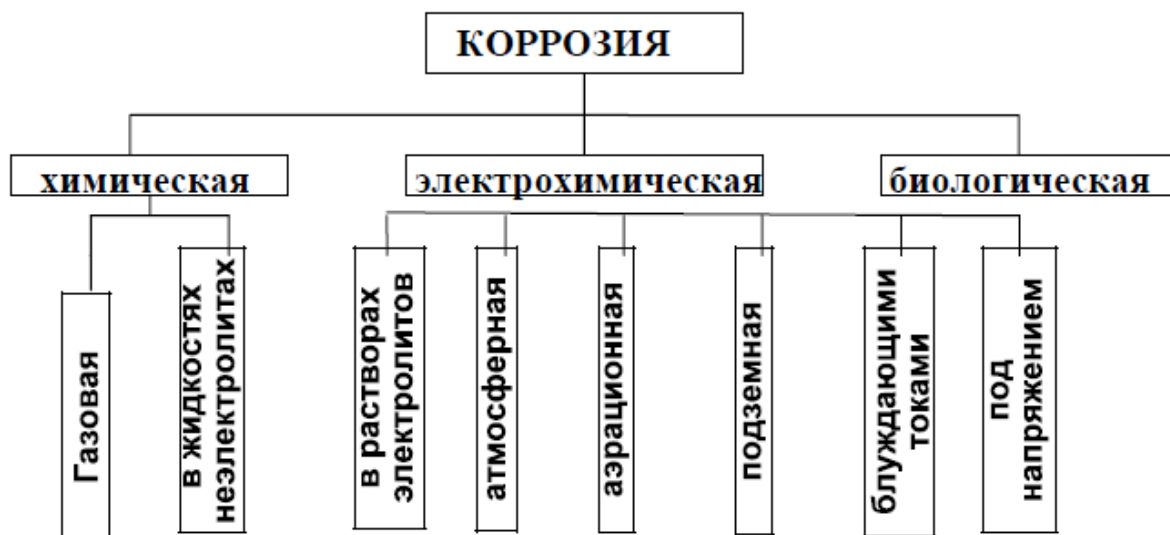 КОРРОЗИЯ
химическая
электрохимическая
биологическая
Газовая
в жидкостях
неэлектролитах
в растворах
электролитов
атмосферная
аэрационная
подземная
блуждающими
токами
под
напряжением